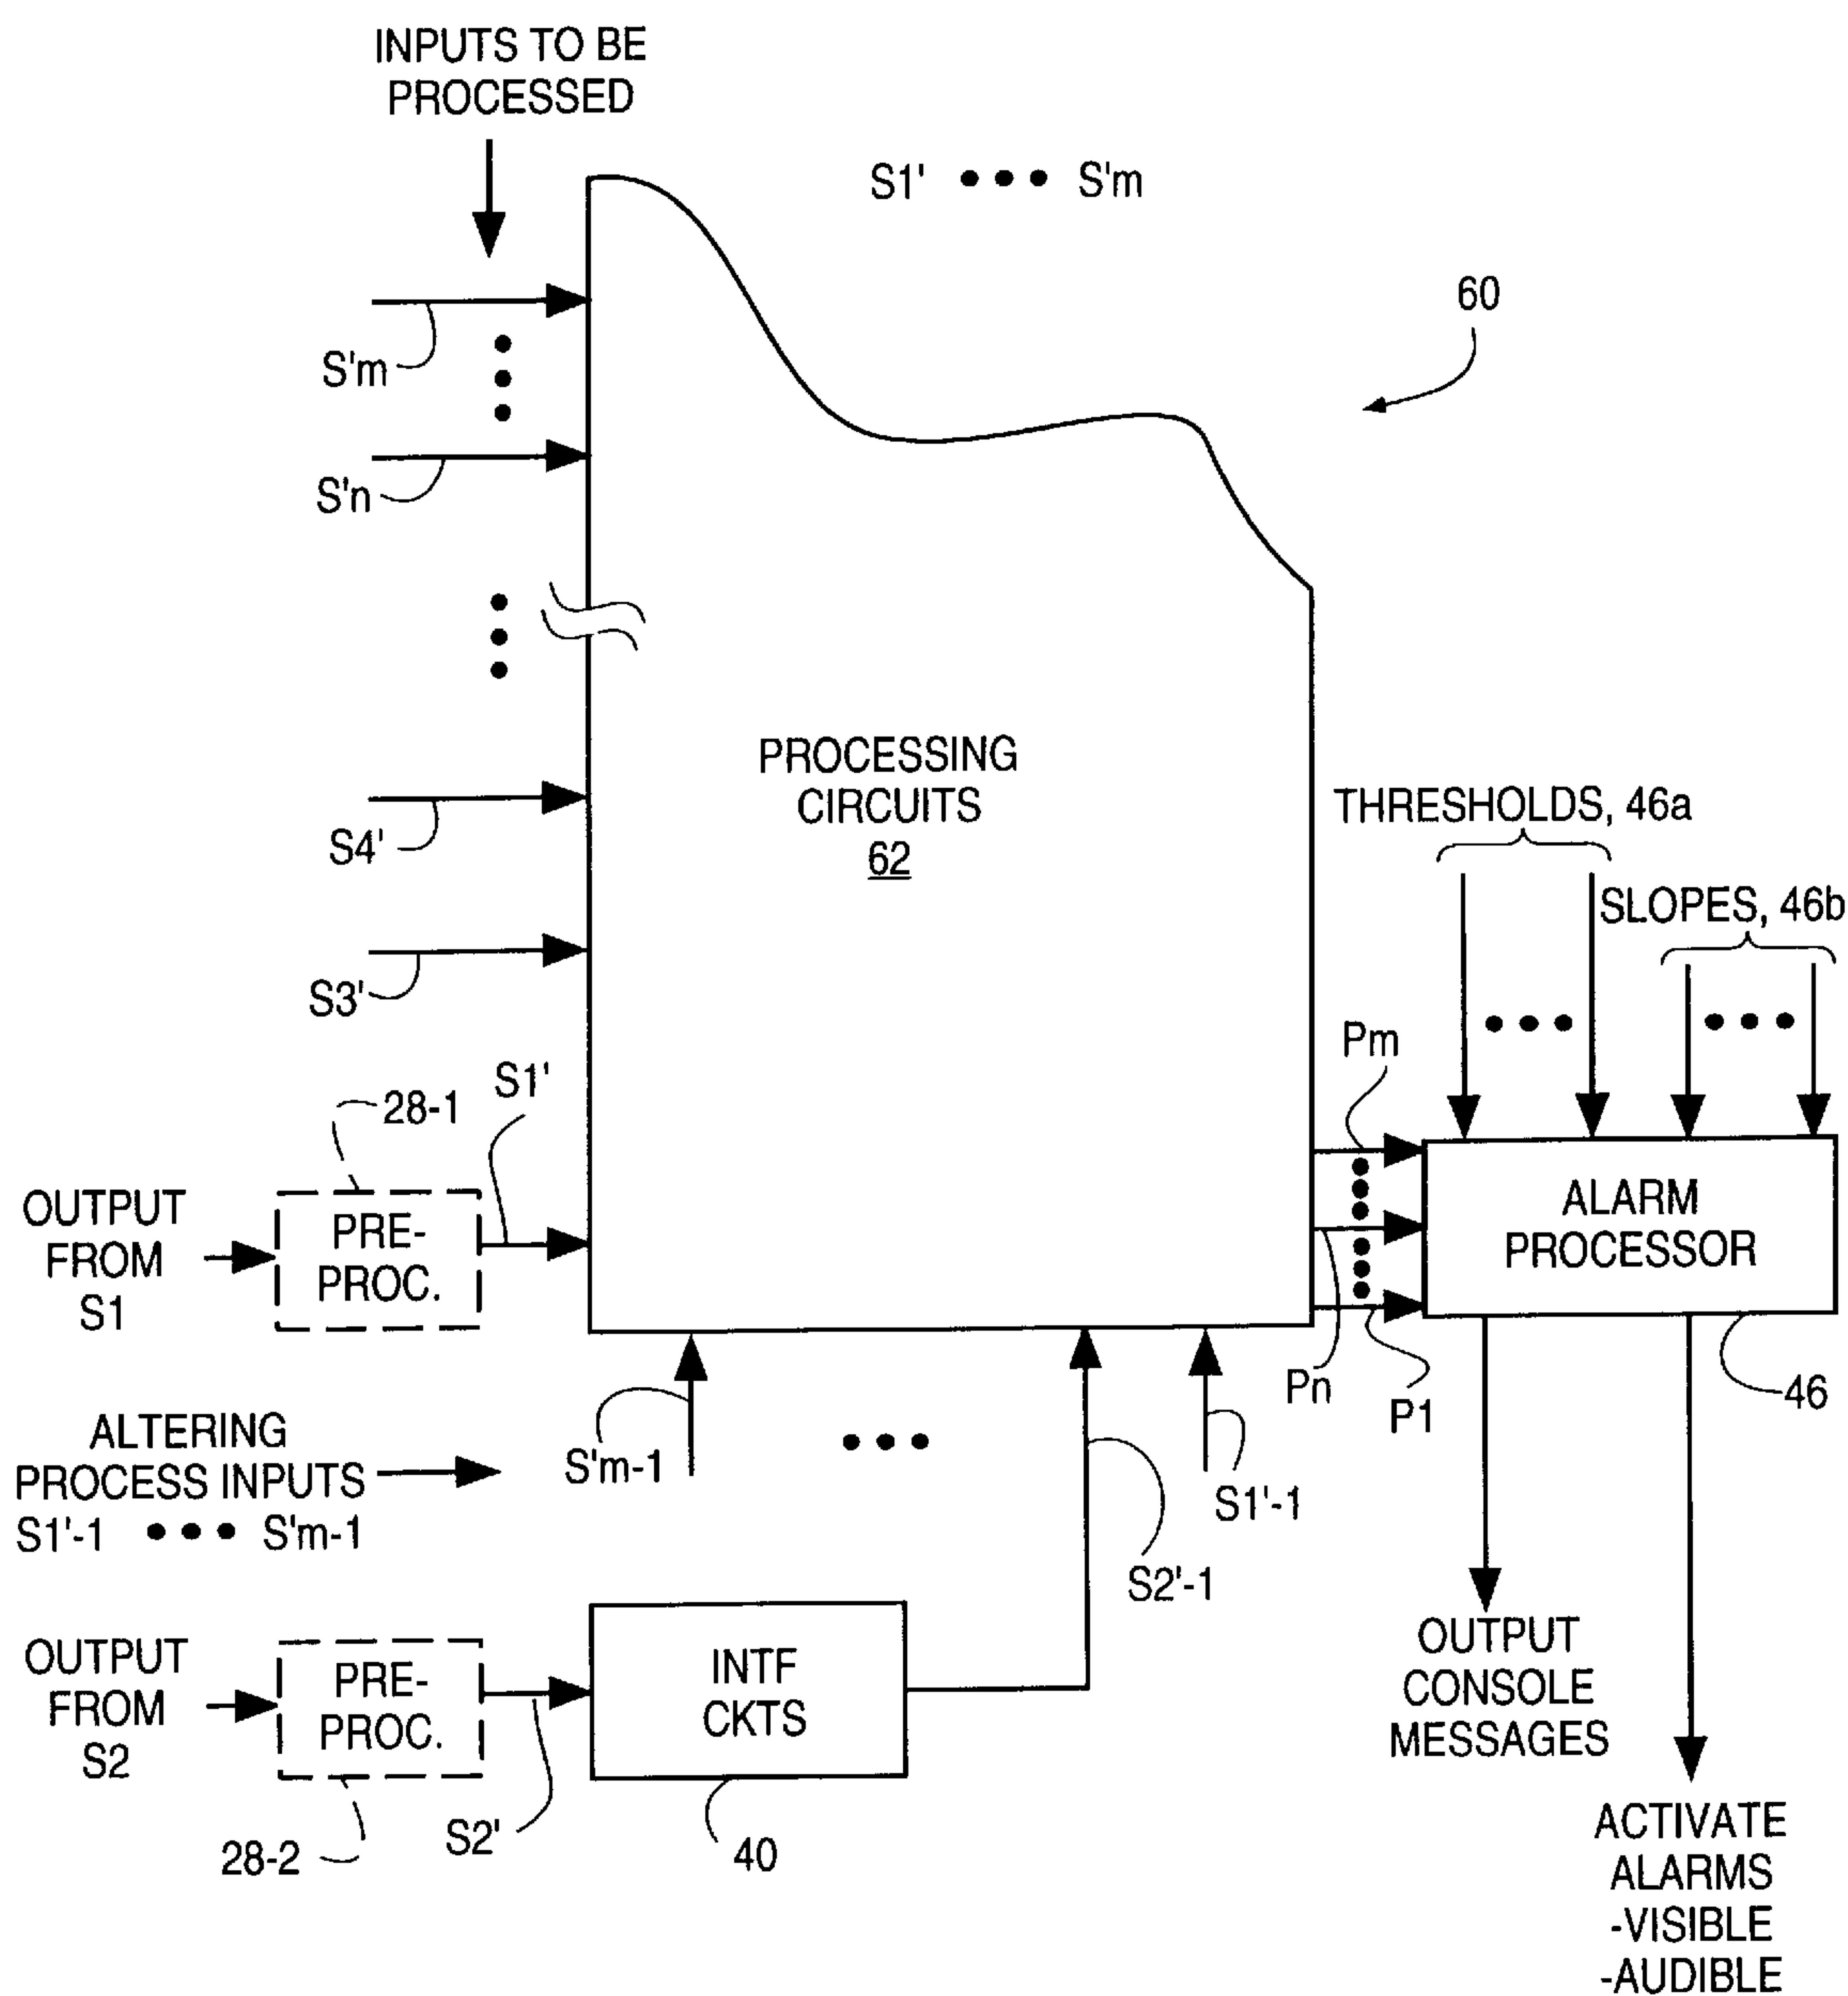 INPUTS TO BE
PROCESSED
S1' ••• S'm
60
S'm
S'n
PROCESSING
CIRCUITS
62
THRESHOLDS, 46a
S4'
SLOPES, 46b
S3'
Pm
S1'
28-1
OUTPUT
FROM
S1
PRE-
PROC.
ALARM
PROCESSOR
Pn
P1
46
ALTERING
PROCESS INPUTS
S1'-1 ••• S'm-1
S'm-1
S1'-1
S2'-1
OUTPUT
FROM
S2
PRE-
PROC.
INTF
CKTS
S2'
28-2
40
OUTPUT
CONSOLE
MESSAGES
ACTIVATE
ALARMS
-VISIBLE
-AUDIBLE